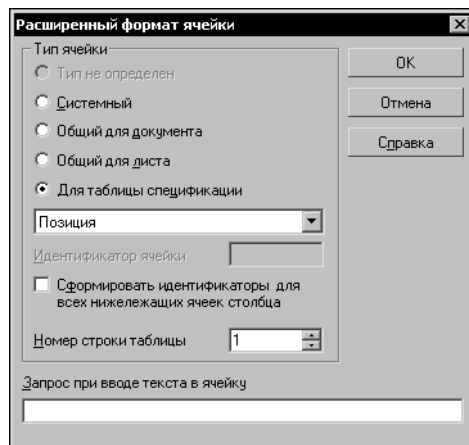 Расширенный формат ячейки
Тип ячейки
Тип не определен
Системный
Общий для документа
Общий для листа
Для таблицы спецификации
Позиция
Идентификатор ячейки
Сформировать идентификаторы для
всех нижележащих ячеек столбца
Номер строки таблицы 1
OK
Отмена
Справка
Запрос при вводе текста в ячейку